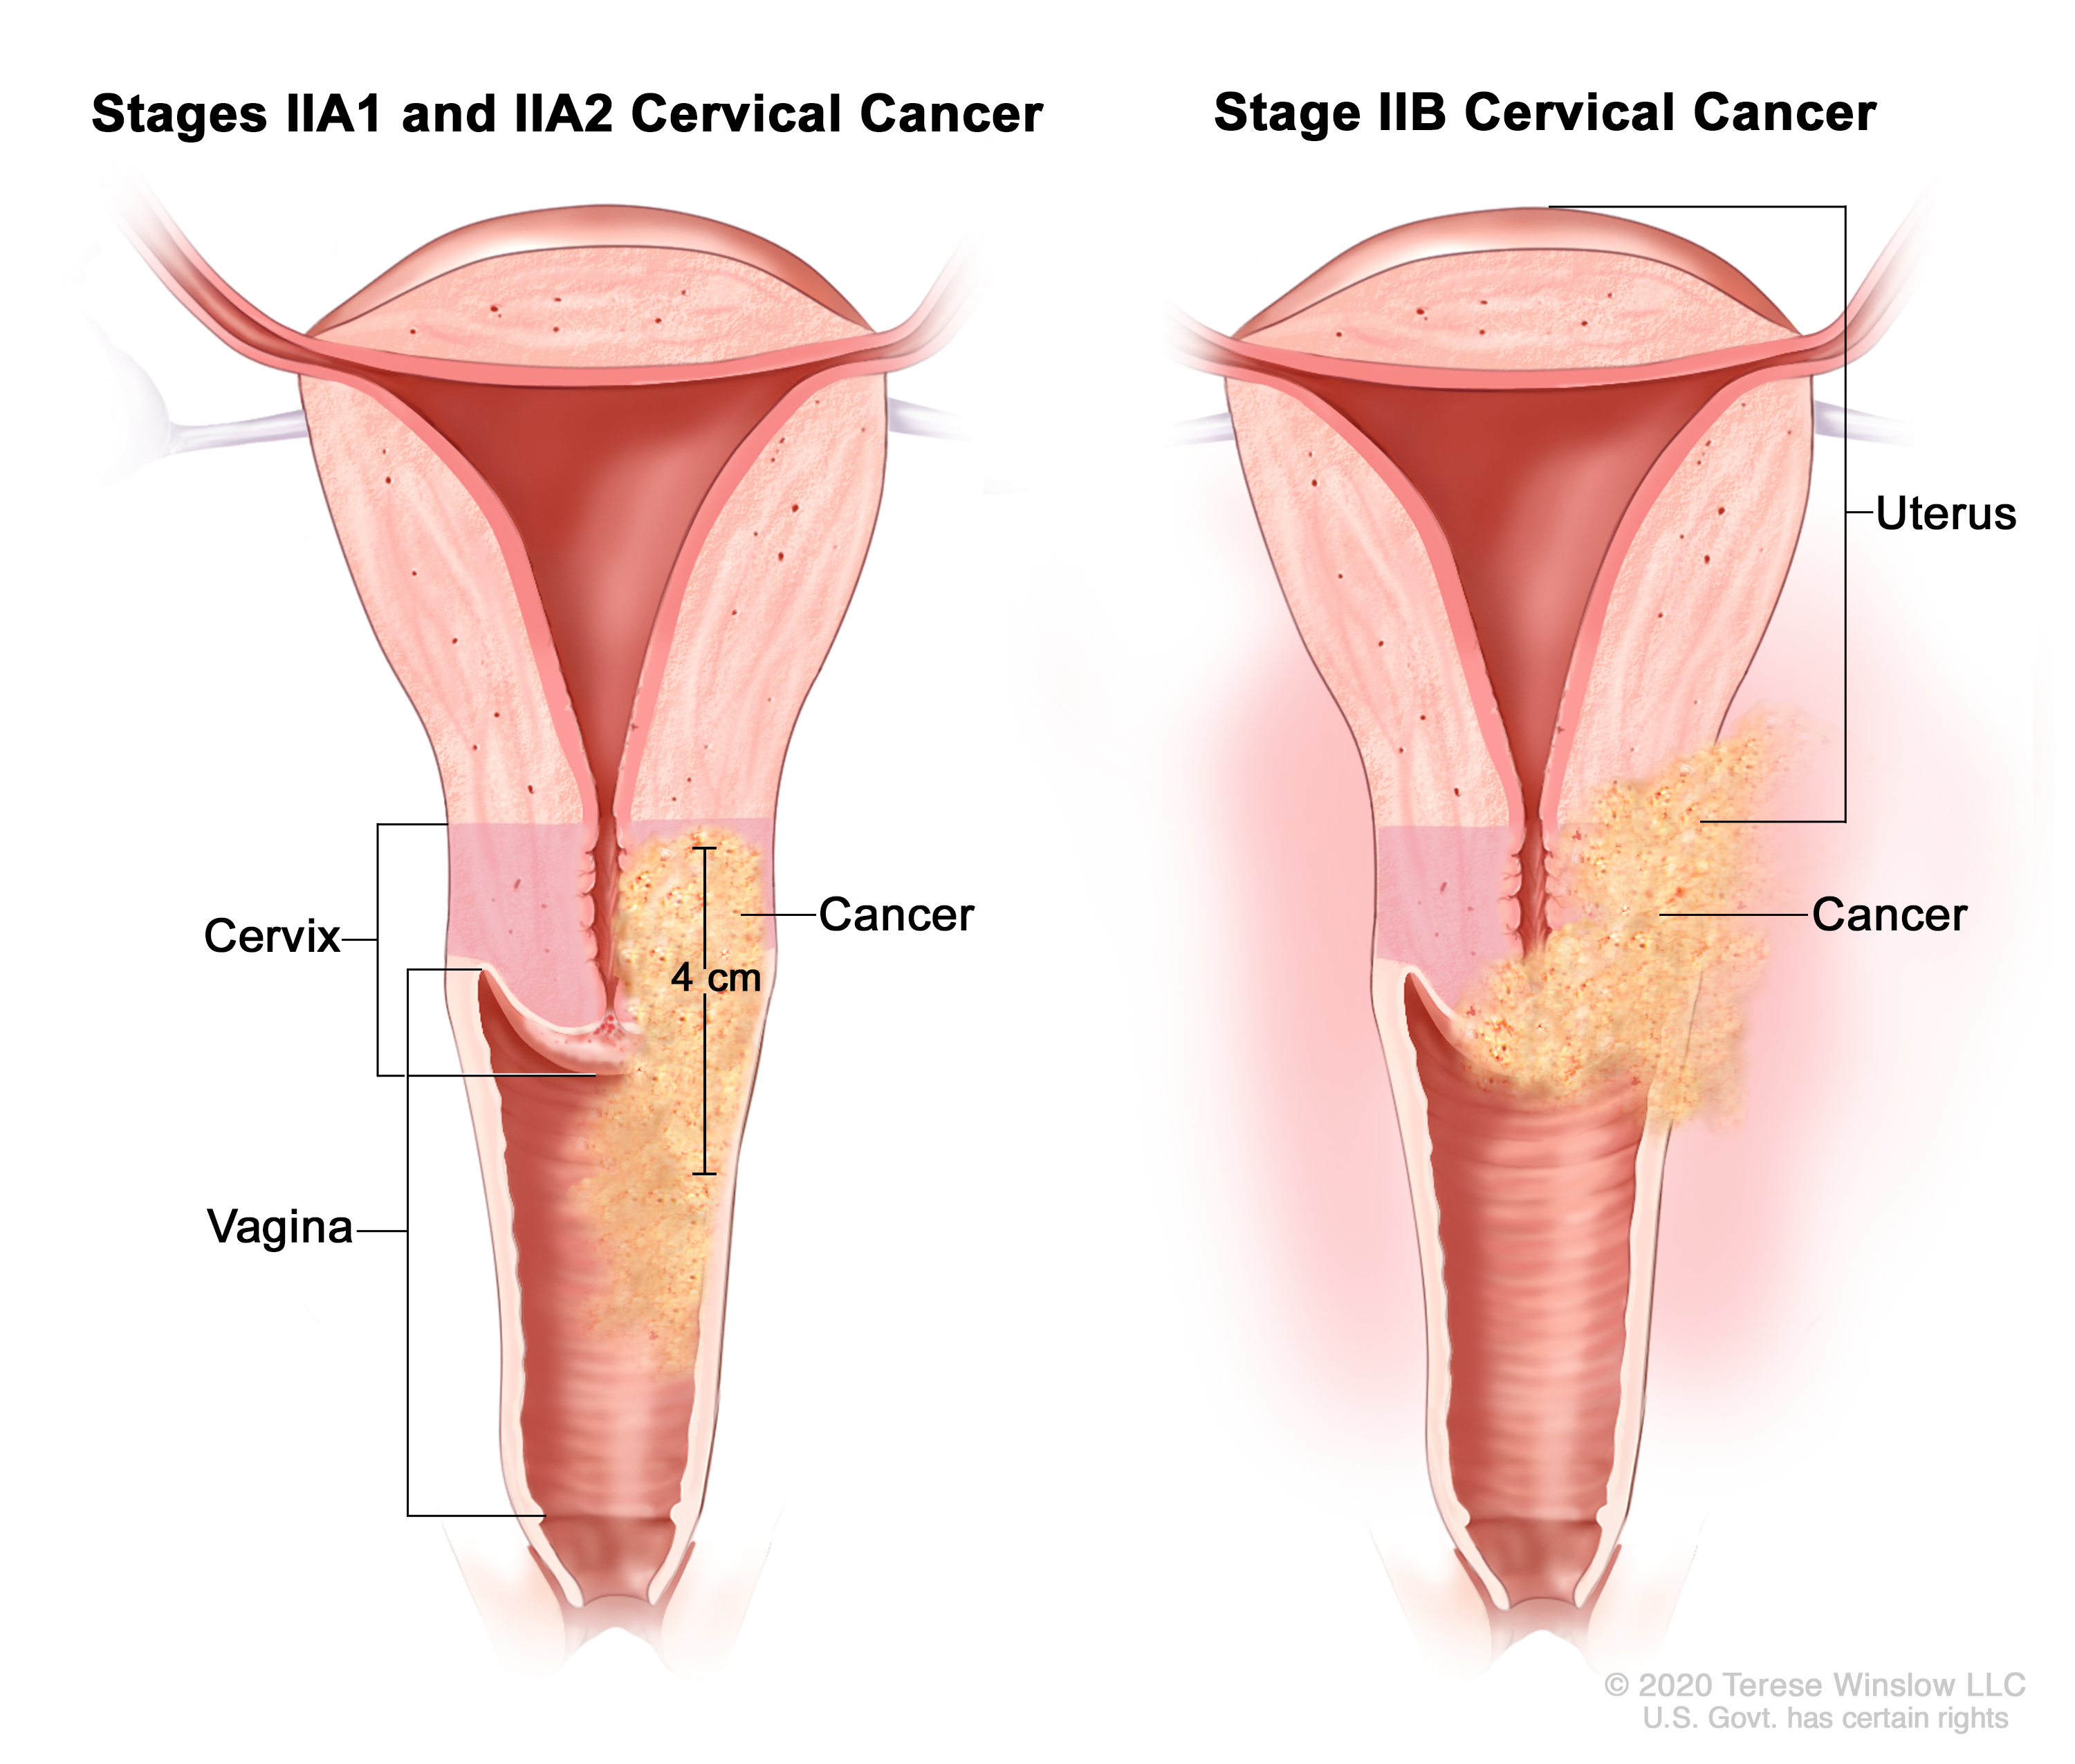 Stages IIA1 and IIA2 Cervical Cancer
Stage IIB Cervical Cancer
Uterus
Cervix
Cancer
4 cm
Cancer
Vagina
© 2020 Terese Winslow LLC
U.S. Govt. has certain rights